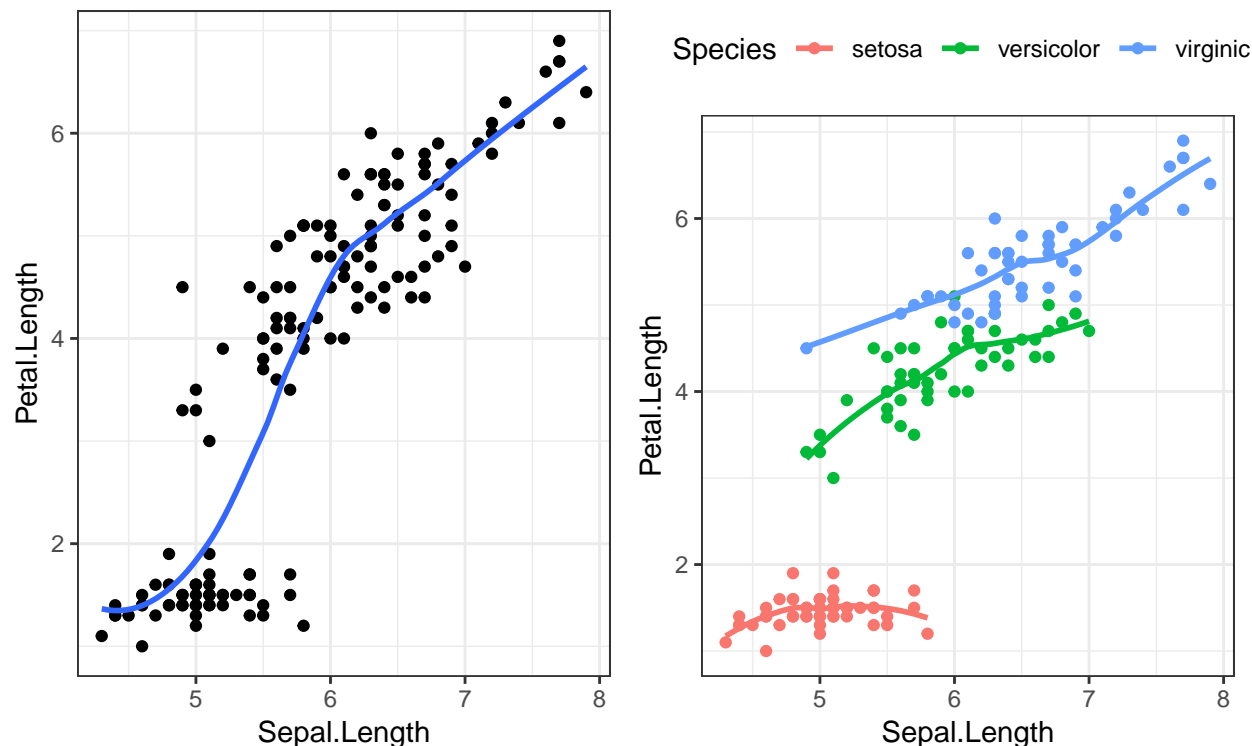 Petal.Length
6
4
2
5 6 7 8
Sepal.Length
Species setosa versicolor virginic
Petal.Length
6
4
2
5 6 7 8
Sepal.Length